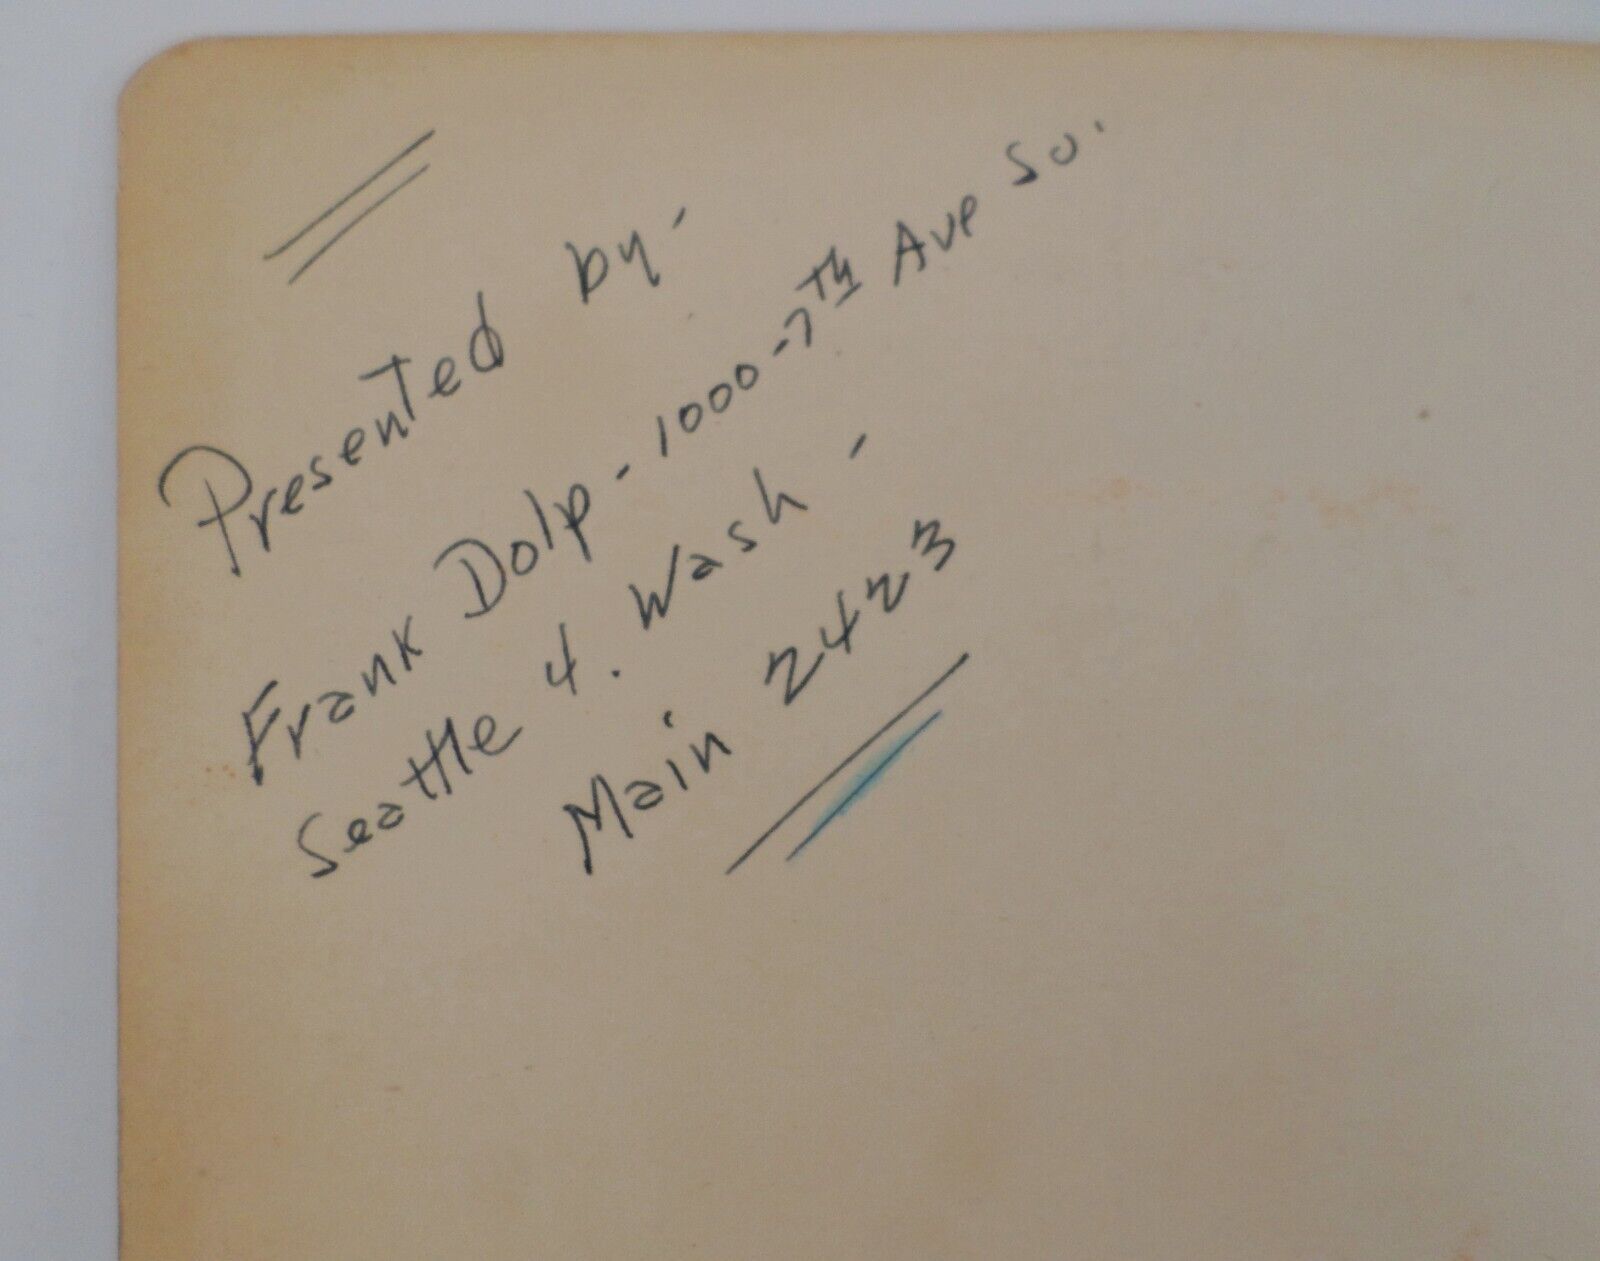 Presented by-
Frank Dolp - 1000 - 7th Ave So.
Seattle 4. Wash -
Main 2423